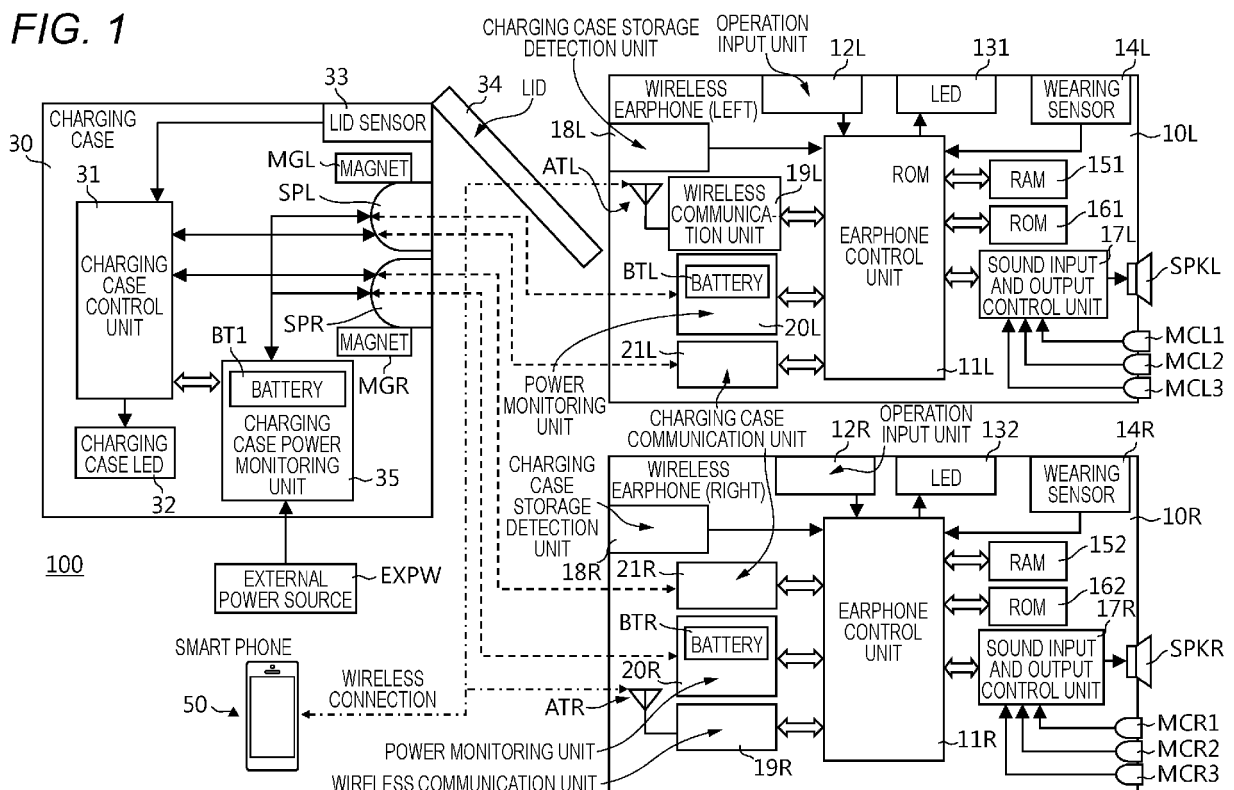 FIG. 1
CHARGING CASE STORAGE
DETECTION UNIT
OPERATION
INPUT UNIT
12L
131
14L
33
34
LID
CHARGING
CASE
LID SENSOR
30
31
MGL
MAGNET
SPL
CHARGING
CASE
CONTROL
UNIT
SPR
MAGNET
MGR
BT1
BATTERY
CHARGING
CASE POWER
MONITORING
UNIT
35
CHARGING
CASE LED
32
100
EXTERNAL
POWER SOURCE
EXPW
SMART PHONE
50
WIRELESS
CONNECTION
WIRELESS
EARPHONE (LEFT)
LED
WEARING
SENSOR
10L
18L
ATL
19L
WIRELESS
COMMUNICA-
TION UNIT
ROM
EARPHONE
CONTROL
UNIT
RAM
151
ROM
161
17L
SOUND INPUT
AND OUTPUT
CONTROL UNIT
SPKL
BTL
BATTERY
20L
21L
11L
MCL1
MCL2
MCL3
POWER
MONITORING
UNIT
CHARGING CASE
COMMUNICATION UNIT
OPERATION
INPUT UNIT
12R
132
14R
WIRELESS
EARPHONE (RIGHT)
LED
WEARING
SENSOR
10R
CHARGING
CASE
STORAGE
DETECTION
UNIT
18R
21R
EARPHONE
CONTROL
UNIT
RAM
152
ROM
162
17R
SOUND INPUT
AND OUTPUT
CONTROL UNIT
SPKR
BTR
BATTERY
20R
ATR
11R
MCR1
MCR2
MCR3
POWER MONITORING UNIT
19R
WIRELESS COMMUNICATION UNIT